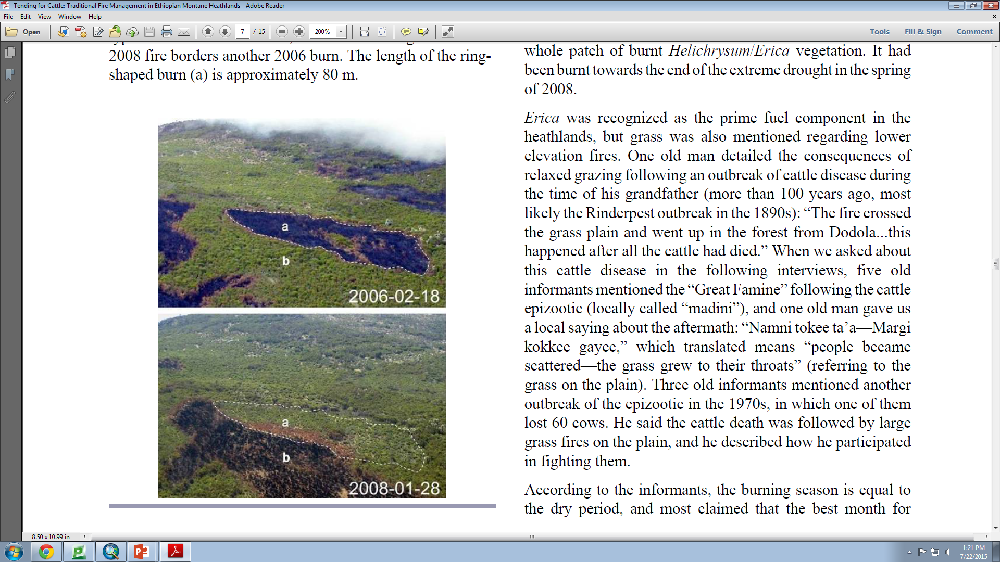 Tending for Cattle: Traditional Fire Management in Ethiopian Montane Heathlands - Adobe Reader
File Edit View Window Help
Open
7 / 15
200%
Tools
Fill & Sign
Comment
2008 fire borders another 2006 burn. The length of the ring-
shaped burn (a) is approximately 80 m.
a
b
2006-02-18
a
b
2008-01-28
whole patch of burnt Helichrysum/Erica vegetation. It had
been burnt towards the end of the extreme drought in the spring
of 2008.
Erica was recognized as the prime fuel component in the
heathlands, but grass was also mentioned regarding lower
elevation fires. One old man detailed the consequences of
relaxed grazing following an outbreak of cattle disease during
the time of his grandfather (more than 100 years ago, most
likely the Rinderpest outbreak in the 1890s): “The fire crossed
the grass plain and went up in the forest from Dodola...this
happened after all the cattle had died.” When we asked about
this cattle disease in the following interviews, five old
informants mentioned the “Great Famine” following the cattle
epizootic (locally called “madini”), and one old man gave us
a local saying about the aftermath: “Namni tokee ta’a—Margi
kokkee gayee,” which translated means “people became
scattered—the grass grew to their throats” (referring to the
grass on the plain). Three old informants mentioned another
outbreak of the epizootic in the 1970s, in which one of them
lost 60 cows. He said the cattle death was followed by large
grass fires on the plain, and he described how he participated
in fighting them.
According to the informants, the burning season is equal to
the dry period, and most claimed that the best month for
8.50 x 10.99 in
1:21 PM
7/22/2015